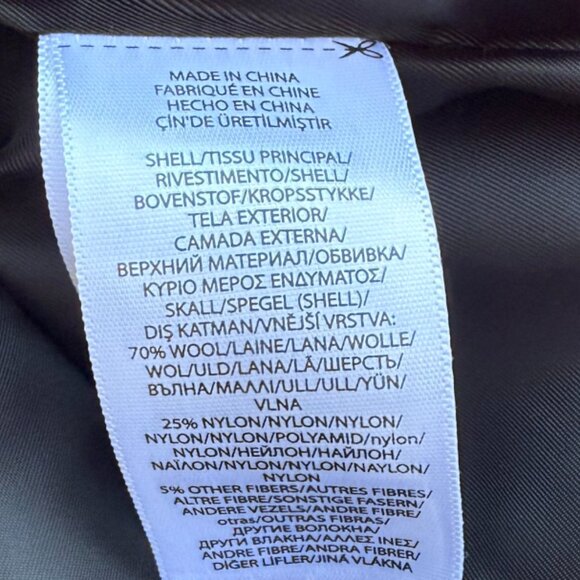 MADE IN CHINA
FABRIQUÉ EN CHINE
HECHO EN CHINA
ÇİN'DE ÜRETİLMİŞTİR
SHELL/TISSU PRINCIPAL/
RIVESTIMENTO/SHELL/
BOVENSTOF/KROPSSTYKKE/
TELA EXTERIOR/
CAMADA EXTERNA/
ВЕРХНИЙ МАТЕРИАЛ/ОБВИВКА/
ΚΥΡΙΟ ΜΕΡΟΣ ΕΝΔΥΜΑΤΟΣ/
SKALL/SPEGEL (SHELL)/
DIŞ KATMAN/VNĚJŠÍ VRSTVA:
70% WOOL/LAINE/LANA/WOLLE/
WOL/ULD/LANA/LÃ/ШЕРСТЬ/
ВЪЛНА/ΜΑΛΛΙ/ULL/ULL/YÜN/
VLNA
25% NYLON/NYLON/NYLON/
NYLON/NYLON/POLYAMID/nylon/
NYLON/НЕЙЛОН/НАЙЛОН/
ΝΑΪΛΟΝ/NYLON/NYLON/NAYLON/
NYLON
5% OTHER FIBERS/AUTRES FIBRES/
ALTRE FIBRE/SONSTIGE FASERN/
ANDERE VEZELS/ANDRE FIBRE/
otras/OUTRAS FIBRAS/
ДРУГИЕ ВОЛОКНА/
ДРУГИ ВЛАКНА/ΑΛΛΕΣ ΙΝΕΣ/
ANDRE FIBRE/ANDRA FIBRER/
DİĞER LİFLER/JINÁ VLÁKNA